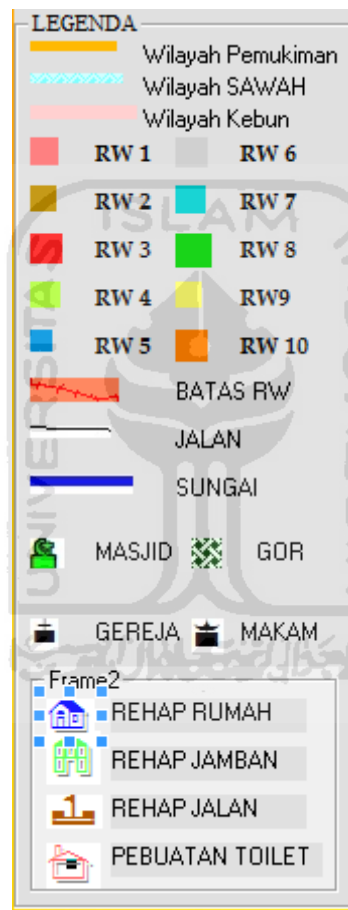 LEGENDA
Wilayah Pemukiman
Wilayah SAWAH
Wilayah Kebun
RW 1 RW 6
RW 2 RW 7
RW 3 RW 8
RW 4 RW9
RW 5 RW 10
BATAS RW
JALAN
SUNGAI
MASJID GOR
GEREJA MAKAM
Frame2
REHAP RUMAH
REHAP JAMBAN
REHAP JALAN
PEBUATAN TOILET
ISLAM
UNIVERSITAS